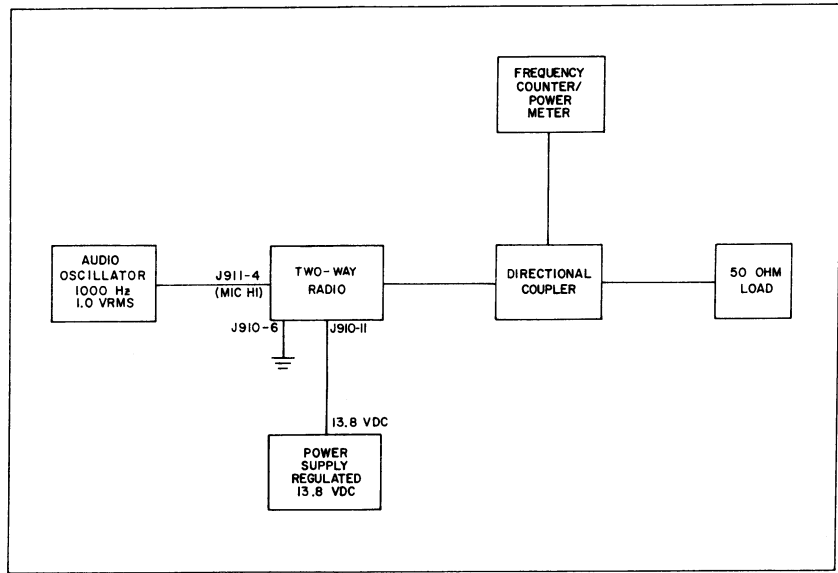 FREQUENCY
COUNTER/
POWER
METER
AUDIO
OSCILLATOR
1000 Hz
1.0 VRMS
J911-4
(MIC HI)
TWO-WAY
RADIO
DIRECTIONAL
COUPLER
50 OHM
LOAD
J910-6
J910-11
13.8 VDC
POWER
SUPPLY
REGULATED
13.8 VDC